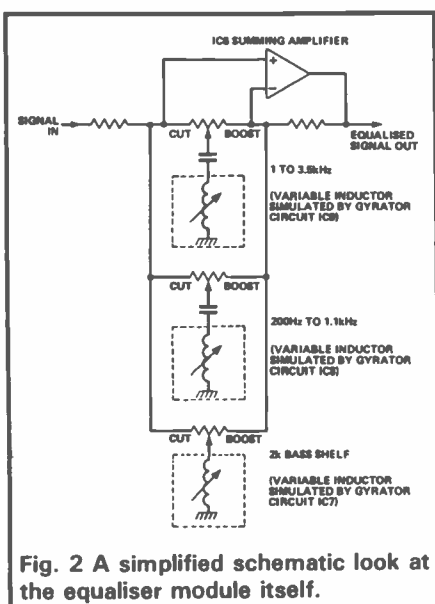 IC6 SUMMING AMPLIFIER
+
−
SIGNAL
IN
CUT
BOOST
EQUALISED
SIGNAL OUT
1 TO 3.5kHz
(VARIABLE INDUCTOR
SIMULATED BY GYRATOR
CIRCUIT IC9)
CUT
BOOST
200Hz TO 1.1kHz
(VARIABLE INDUCTOR
SIMULATED BY GYRATOR
CIRCUIT IC8)
CUT
BOOST
2k BASS SHELF
(VARIABLE INDUCTOR
SIMULATED BY GYRATOR
CIRCUIT IC7)
Fig. 2 A simplified schematic look at
the equaliser module itself.